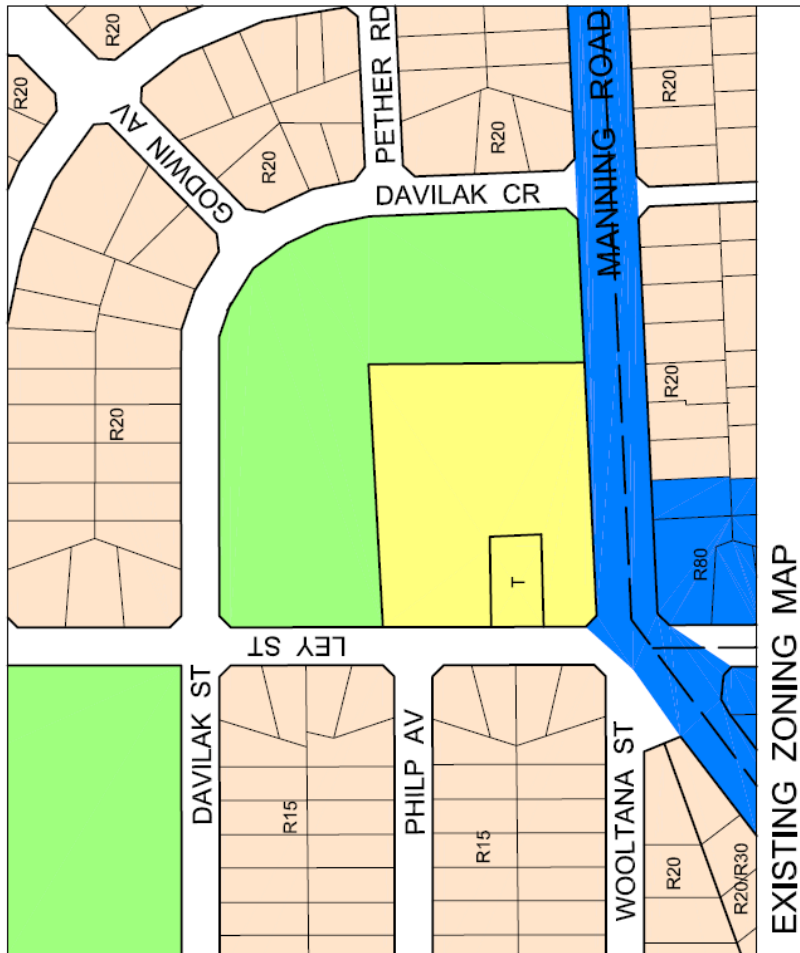 R20
R20
GODWIN AV
R20
PETHER RD
R20
DAVILAK CR
MANNING ROAD
R20
R20
R20
R80
T
LEY ST
DAVILAK ST
R15
PHILP AV
R15
WOOLTANA ST
R20
R20/R30
EXISTING ZONING MAP